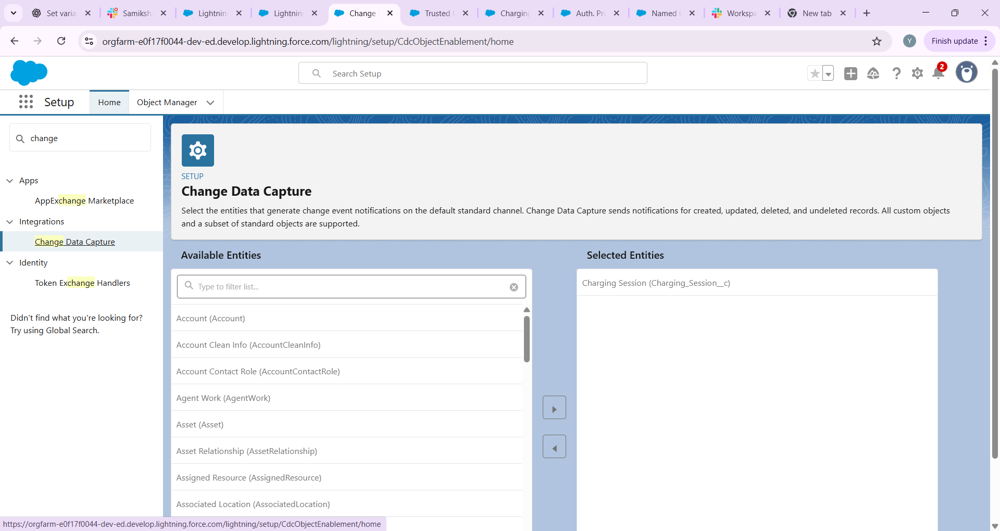 Set varia
Samiksh
Lightnin
Lightnin
Change
Trusted
Charging
Auth. Pr
Named
Workspa
New tab
orgfarm-e0f17f0044-dev-ed.develop.lightning.force.com/lightning/setup/CdcObjectEnablement/home
Y
Finish update
Search Setup
2
Setup
Home
Object Manager
change
Apps
AppExchange Marketplace
Integrations
Change Data Capture
Identity
Token Exchange Handlers
Didn't find what you're looking for?
Try using Global Search.
SETUP
Change Data Capture
Select the entities that generate change event notifications on the default standard channel. Change Data Capture sends notifications for created, updated, deleted, and undeleted records. All custom objects
and a subset of standard objects are supported.
Available Entities
Type to filter list...
Account (Account)
Account Clean Info (AccountCleanInfo)
Account Contact Role (AccountContactRole)
Agent Work (AgentWork)
Asset (Asset)
Asset Relationship (AssetRelationship)
Assigned Resource (AssignedResource)
Associated Location (AssociatedLocation)
Selected Entities
Charging Session (Charging_Session__c)
https://orgfarm-e0f17f0044-dev-ed.develop.lightning.force.com/lightning/setup/CdcObjectEnablement/home